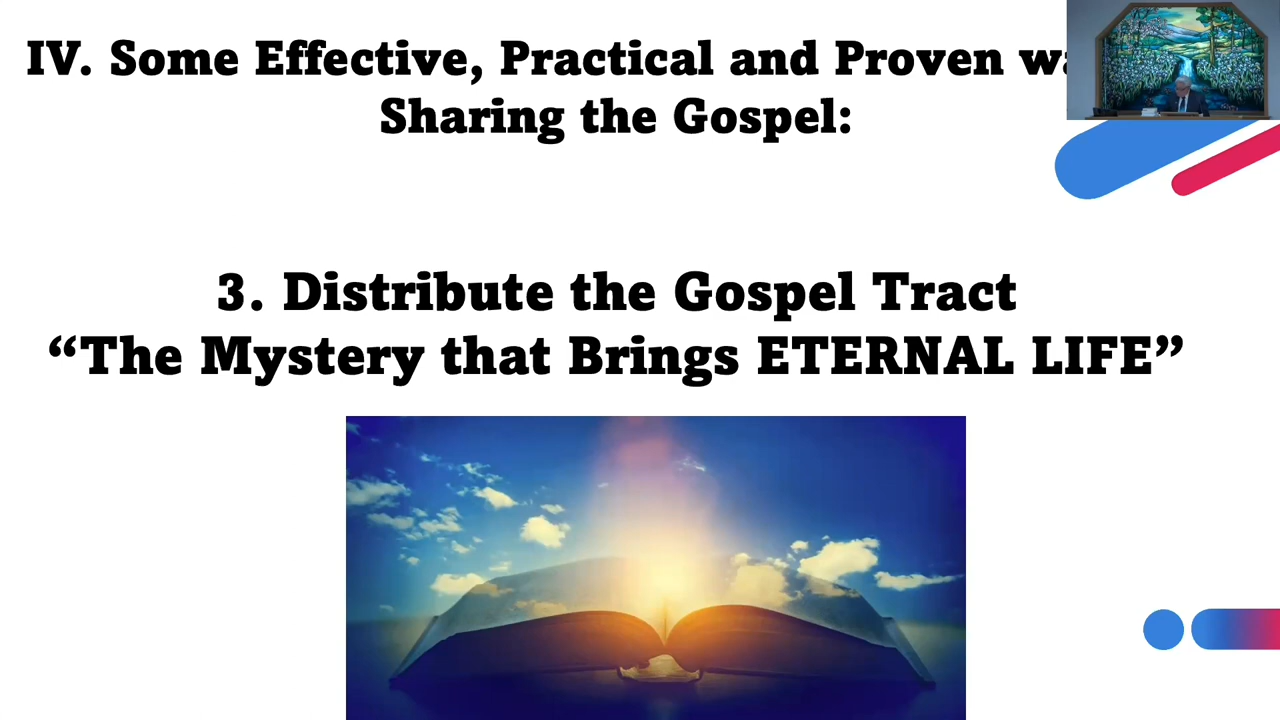 IV. Some Effective, Practical and Proven
Sharing the Gospel:
3. Distribute the Gospel Tract
“The Mystery that Brings ETERNAL LIFE”